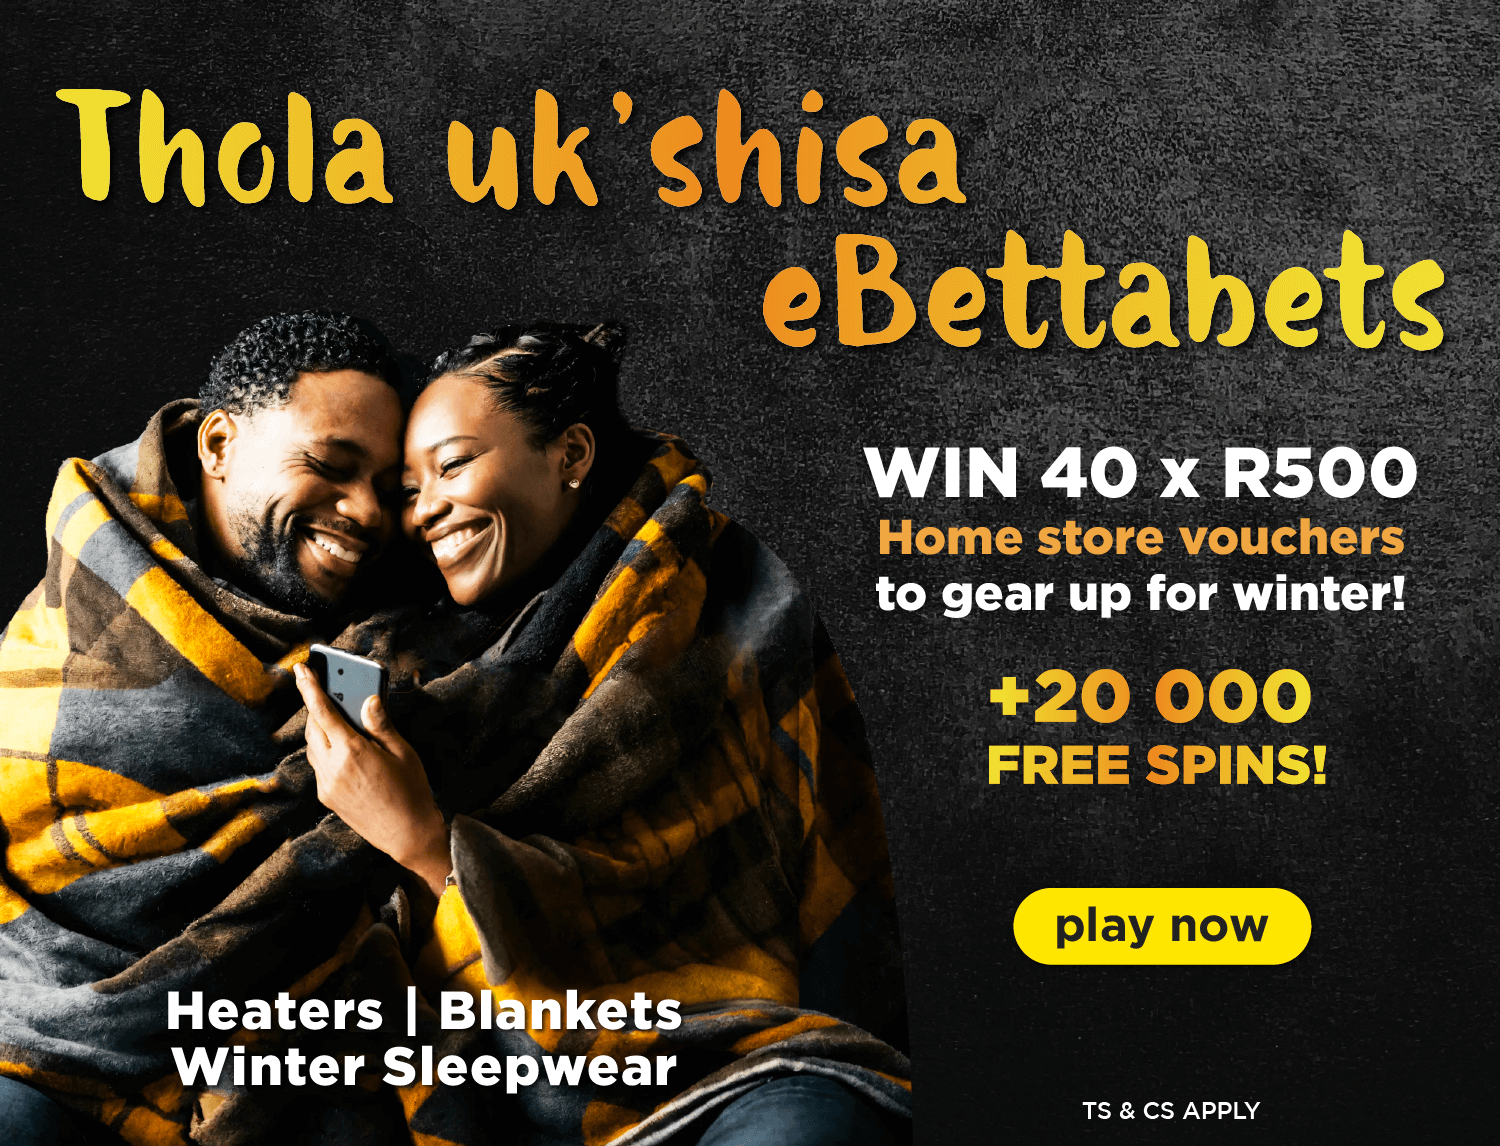 Thola uk'shisa
eBettabets
WIN 40 x R500
Home store vouchers
to gear up for winter!
+20 000
FREE SPINS!
play now
Heaters | Blankets
Winter Sleepwear
TS & CS APPLY